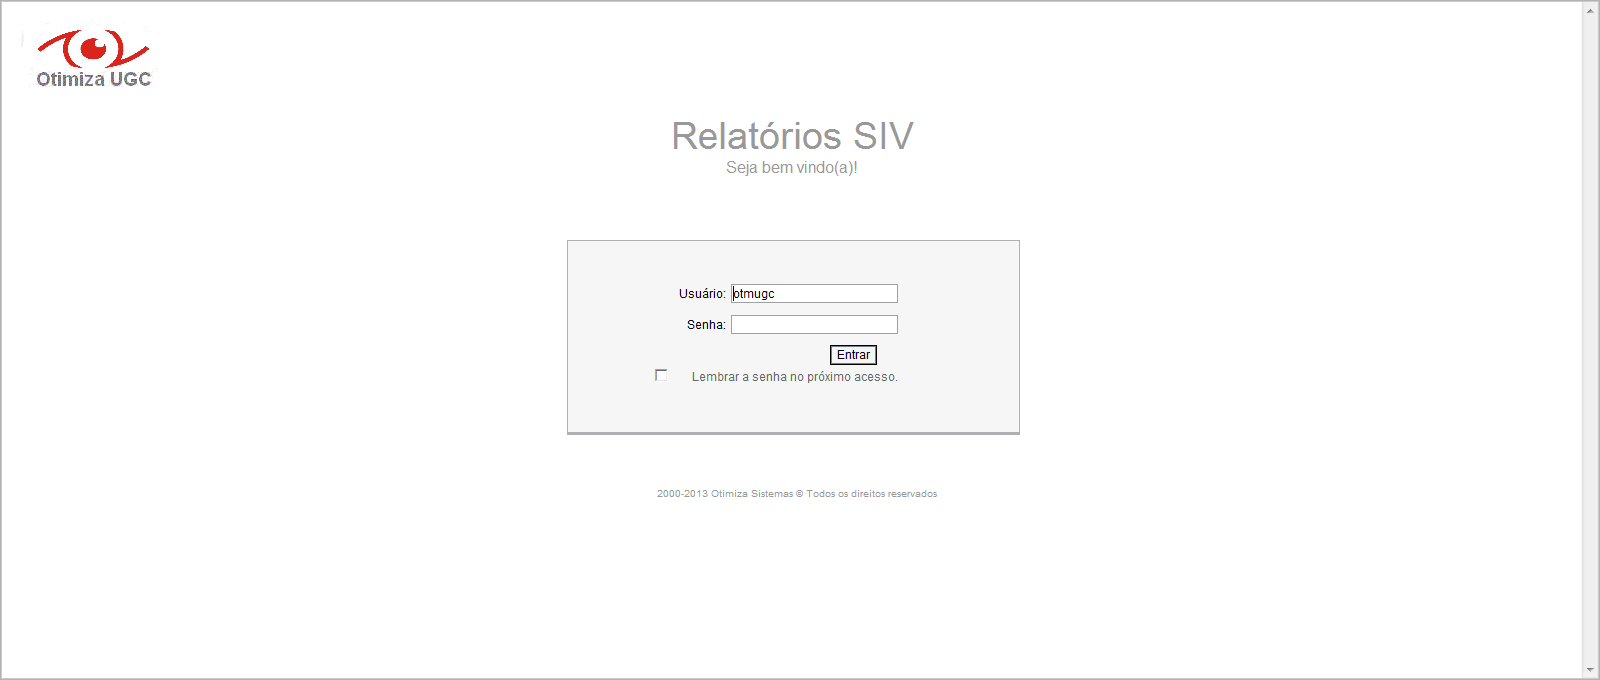 Otimiza UGC
Relatórios SIV
Seja bem vindo(a)!
Usuário: otmugc
Senha:
Entrar
Lembrar a senha no próximo acesso.
2000-2013 Otimiza Sistemas © Todos os direitos reservados